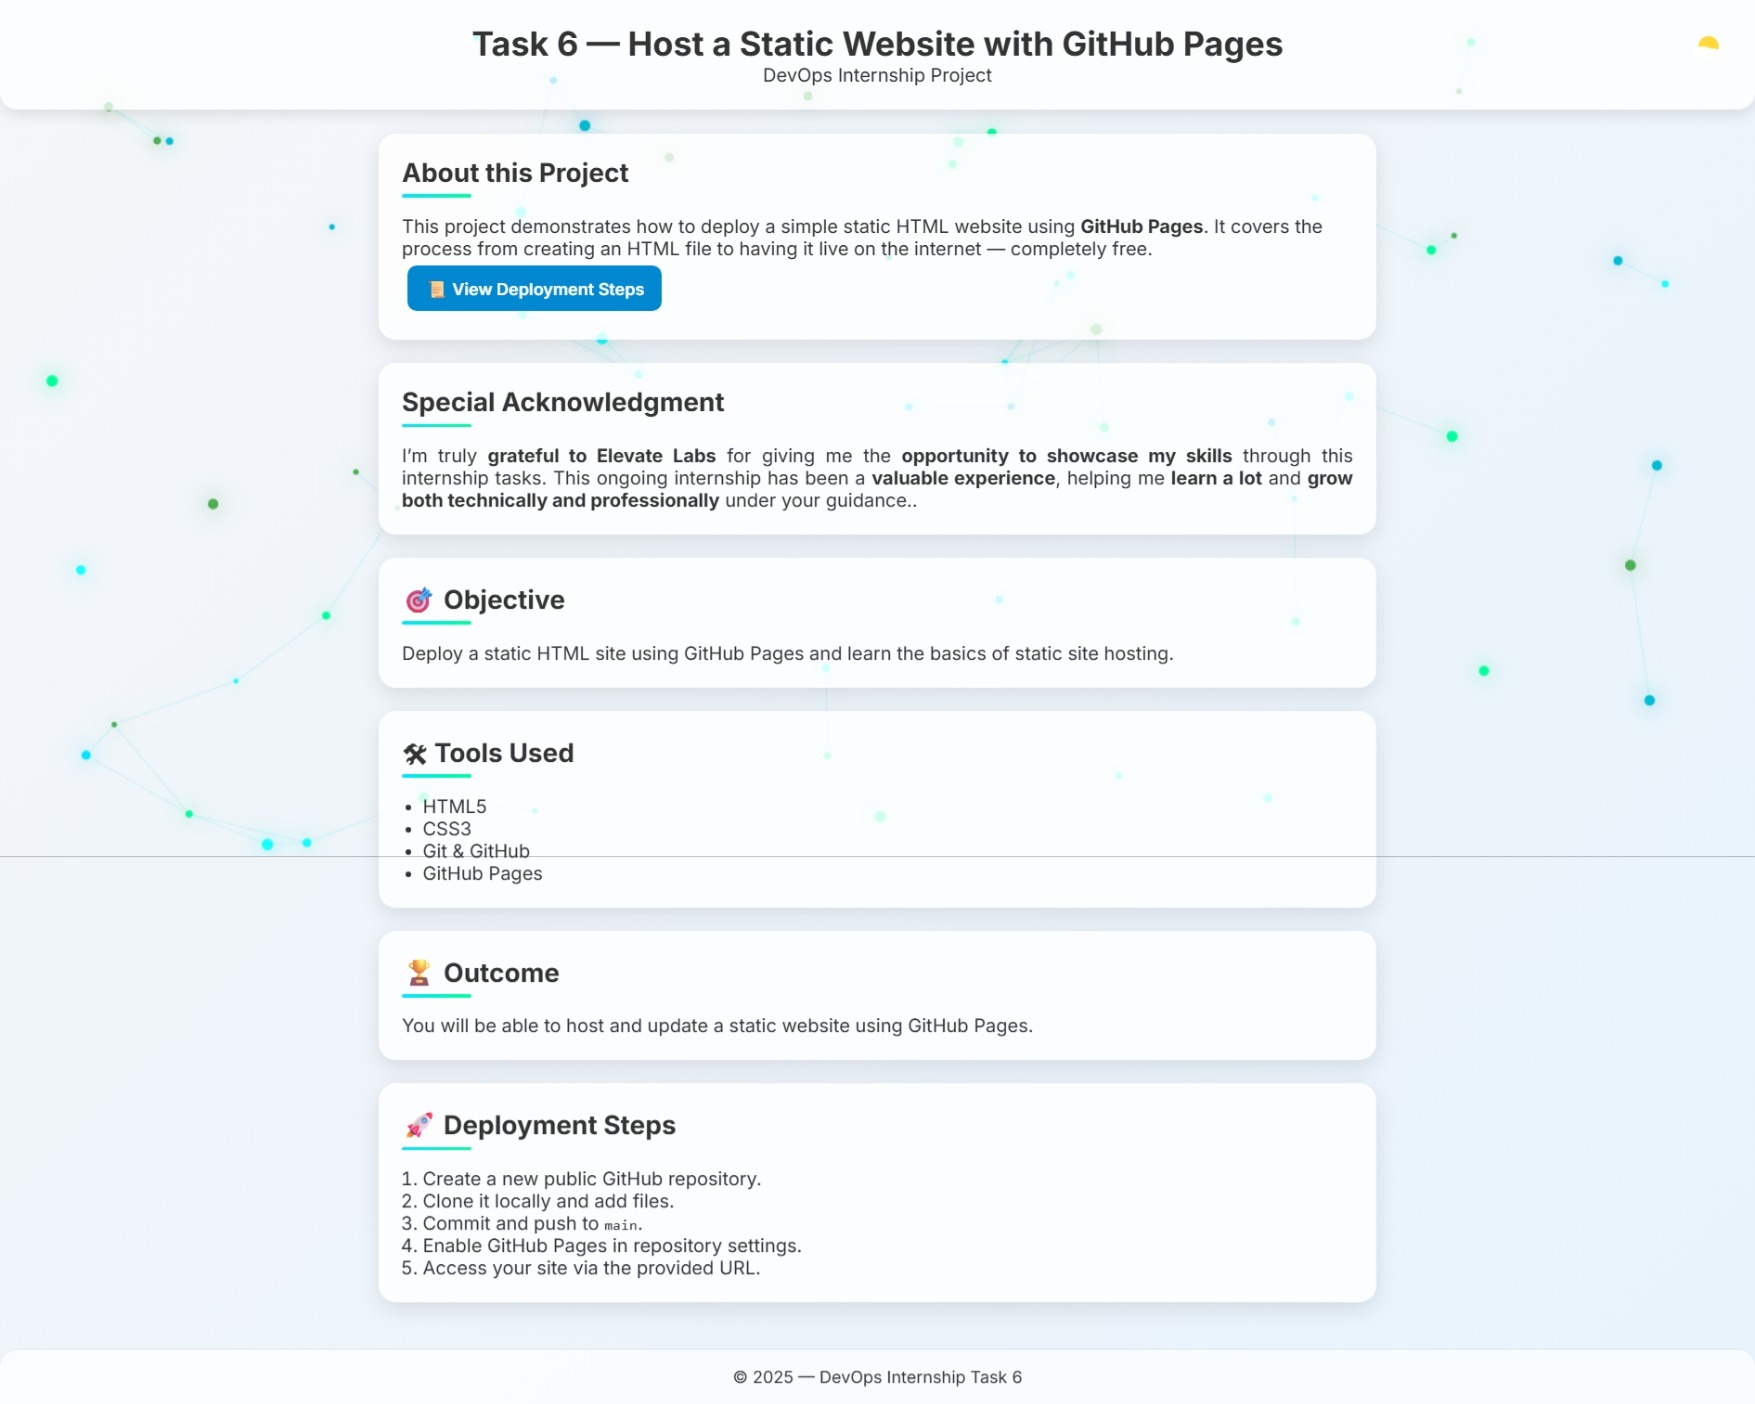 Task 6 — Host a Static Website with GitHub Pages
DevOps Internship Project
About this Project
This project demonstrates how to deploy a simple static HTML website using GitHub Pages. It covers the
process from creating an HTML file to having it live on the internet — completely free.
📜 View Deployment Steps
Special Acknowledgment
I’m truly grateful to Elevate Labs for giving me the opportunity to showcase my skills through this
internship tasks. This ongoing internship has been a valuable experience, helping me learn a lot and grow
both technically and professionally under your guidance..
🎯 Objective
Deploy a static HTML site using GitHub Pages and learn the basics of static site hosting.
🛠 Tools Used
• HTML5
• CSS3
• Git & GitHub
• GitHub Pages
🏆 Outcome
You will be able to host and update a static website using GitHub Pages.
🚀 Deployment Steps
1. Create a new public GitHub repository.
2. Clone it locally and add files.
3. Commit and push to main.
4. Enable GitHub Pages in repository settings.
5. Access your site via the provided URL.
© 2025 — DevOps Internship Task 6